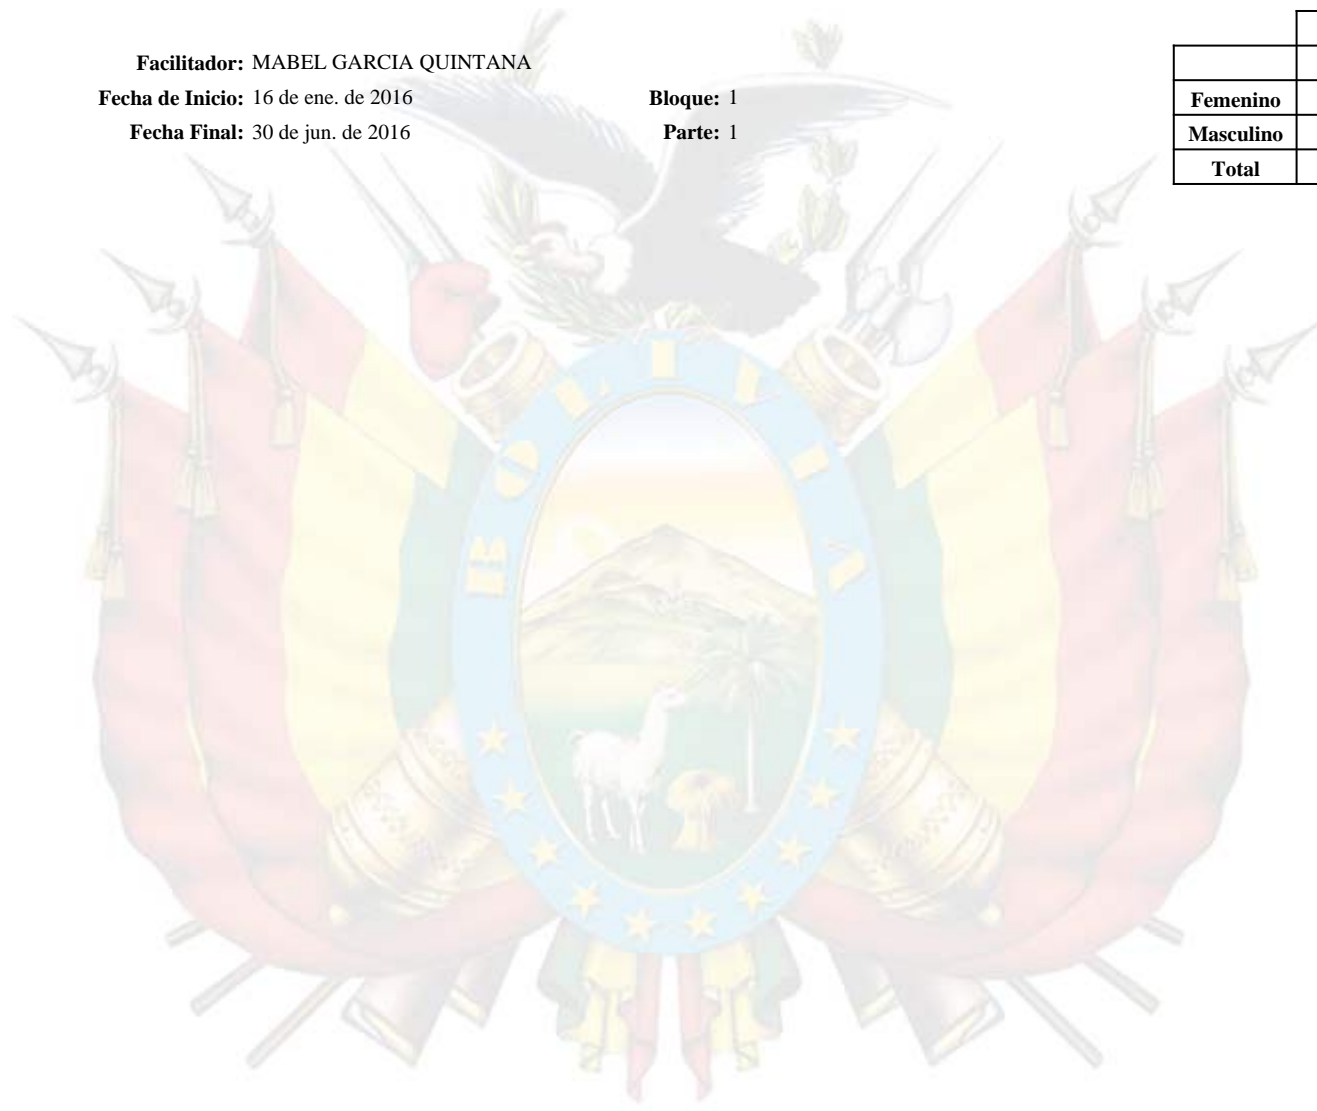 Facilitador: MABEL GARCIA QUINTANA
Fecha de Inicio: 16 de ene. de 2016 Bloque: 1
Fecha Final: 30 de jun. de 2016 Parte: 1
Femenino
Masculino
Total
BOLIVIA